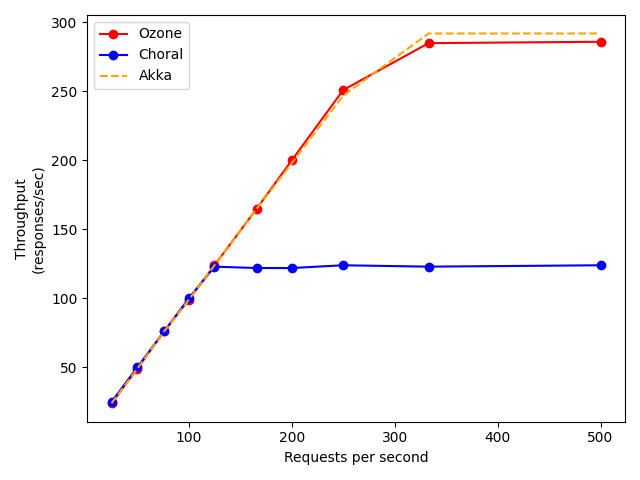 Ozone
Choral
Akka
300
250
200
150
100
50
Throughput
(responses/sec)
100
200
300
400
500
Requests per second